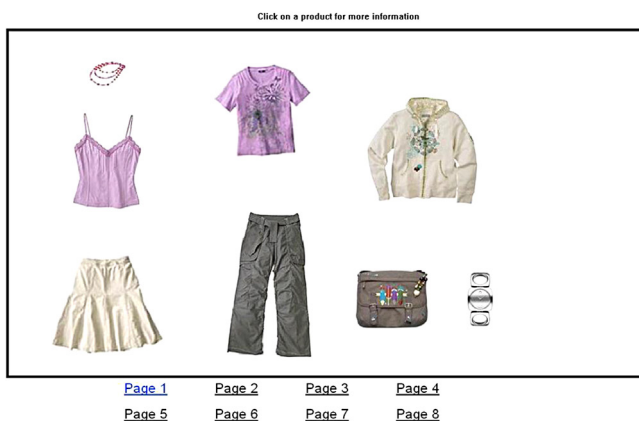 Click on a product for more information
Page 1 Page 2 Page 3 Page 4
Page 5 Page 6 Page 7 Page 8